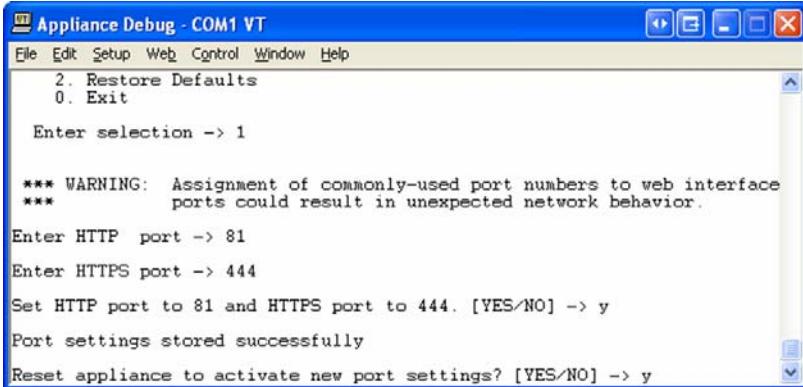 Appliance Debug - COM1 VT
File Edit Setup Web Control Window Help
2. Restore Defaults
0. Exit
Enter selection -> 1
*** WARNING: Assignment of commonly-used port numbers to web interface
*** ports could result in unexpected network behavior.
Enter HTTP port -> 81
Enter HTTPS port -> 444
Set HTTP port to 81 and HTTPS port to 444. [YES/NO] -> y
Port settings stored successfully
Reset appliance to activate new port settings? [YES/NO] -> y